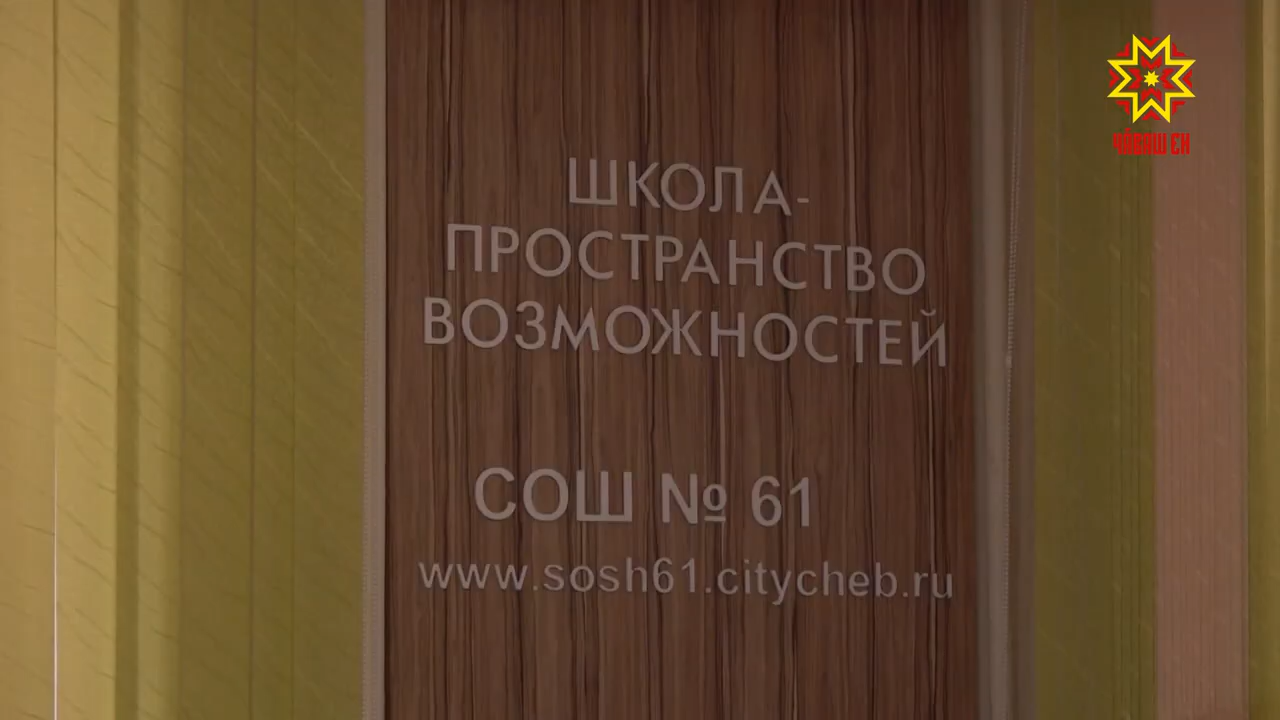 ЧӐВАШ ЕН
ШКОЛА-
ПРОСТРАНСТВО
ВОЗМОЖНОСТЕЙ
СОШ № 61
www.sosh61.citycheb.ru